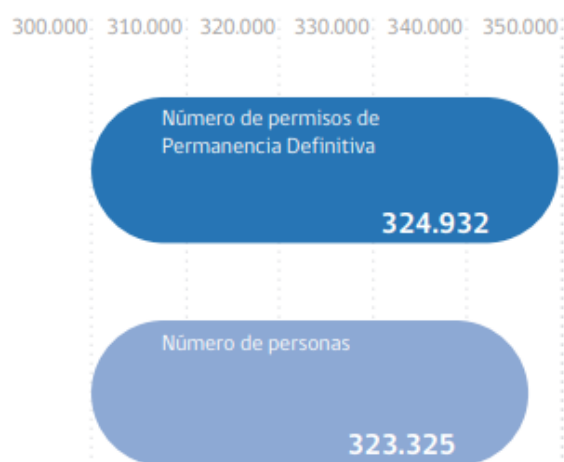 300.000 310.000 320.000 330.000 340.000 350.000
Número de permisos de
Permanencia Definitiva
324.932
Número de personas
323.325